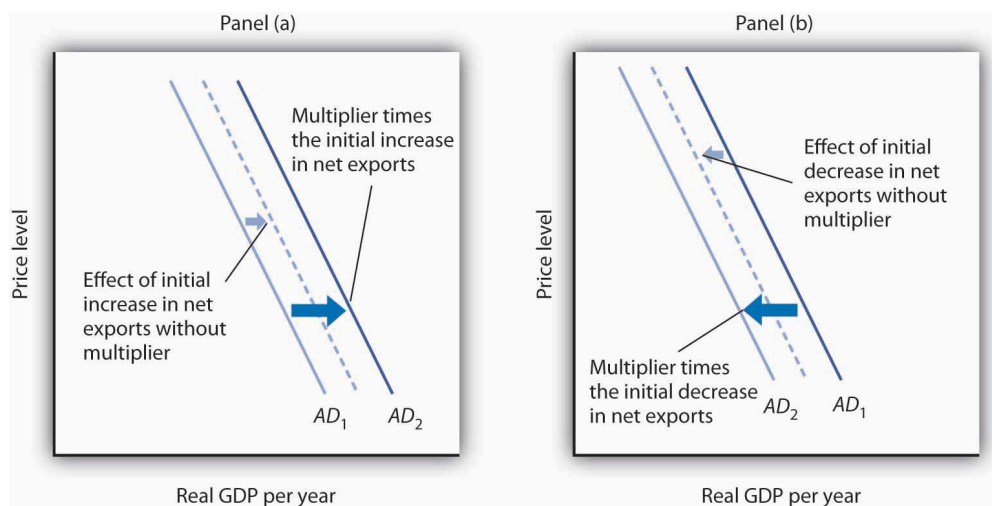 Panel (a)
Price level
Multiplier times
the initial increase
in net exports
Effect of initial
increase in net
exports without
multiplier
AD1
AD2
Real GDP per year
Panel (b)
Price level
Effect of initial
decrease in net
exports without
multiplier
Multiplier times
the initial decrease
in net exports
AD2
AD1
Real GDP per year